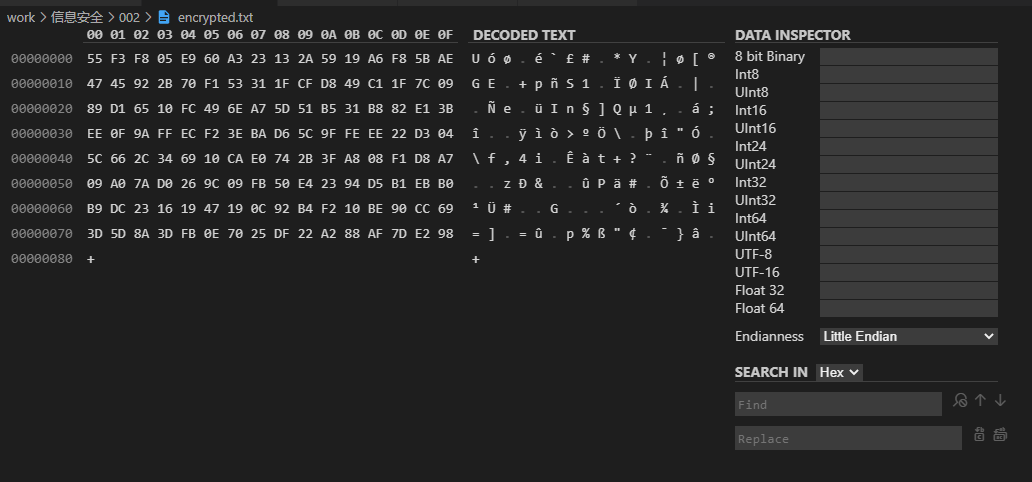 work > 信息安全 > 002 > encrypted.txt
00 01 02 03 04 05 06 07 08 09 0A 0B 0C 0D 0E 0F DECODED TEXT
00000000 55 F3 F8 05 E9 60 A3 23 13 2A 59 19 A6 F8 5B AE U ó ø . é ` £ # . * Y . ¦ ø [ ®
00000010 47 45 92 2B 70 F1 53 31 1F CF D8 49 C1 1F 7C 09 G E . + p ñ S 1 . Ï Ø I Á . | .
00000020 89 D1 65 10 FC 49 6E A7 5D 51 B5 31 B8 82 E1 3B . Ñ e . ü I n § ] Q µ 1 ¸ . á ;
00000030 EE 0F 9A FF EC F2 3E BA D6 5C 9F FE EE 22 D3 04 î . . ÿ ì ò > º Ö \ . þ î " Ó .
00000040 5C 66 2C 34 69 10 CA E0 74 2B 3F A8 08 F1 D8 A7 \ f , 4 i . Ê à t + ? ¨ . ñ Ø §
00000050 09 A0 7A D0 26 9C 09 FB 50 E4 23 94 D5 B1 EB B0 . . z Ð & . . û P ä # . Õ ± ë °
00000060 B9 DC 23 16 19 47 19 0C 92 B4 F2 10 BE 90 CC 69 ¹ Ü # . . G . . . ´ ò . ¾ . Ì i
00000070 3D 5D 8A 3D FB 0E 70 25 DF 22 A2 88 AF 7D E2 98 = ] . = û . p % ß " ¢ . ¯ } â .
00000080 + +
DATA INSPECTOR
8 bit Binary
Int8
UInt8
Int16
UInt16
Int24
UInt24
Int32
UInt32
Int64
UInt64
UTF-8
UTF-16
Float 32
Float 64
Endianness Little Endian
SEARCH IN Hex
Find
Replace